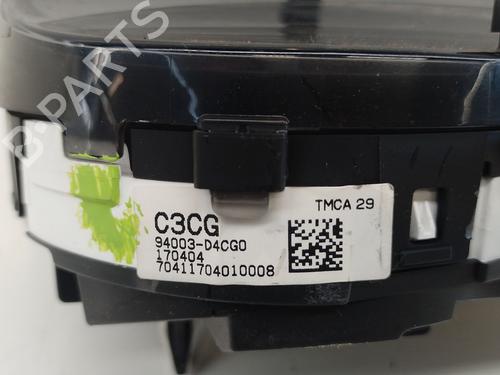 B-PARTS
TMCA 29
C3CG
94003-D4CG0
170404
70411704010008